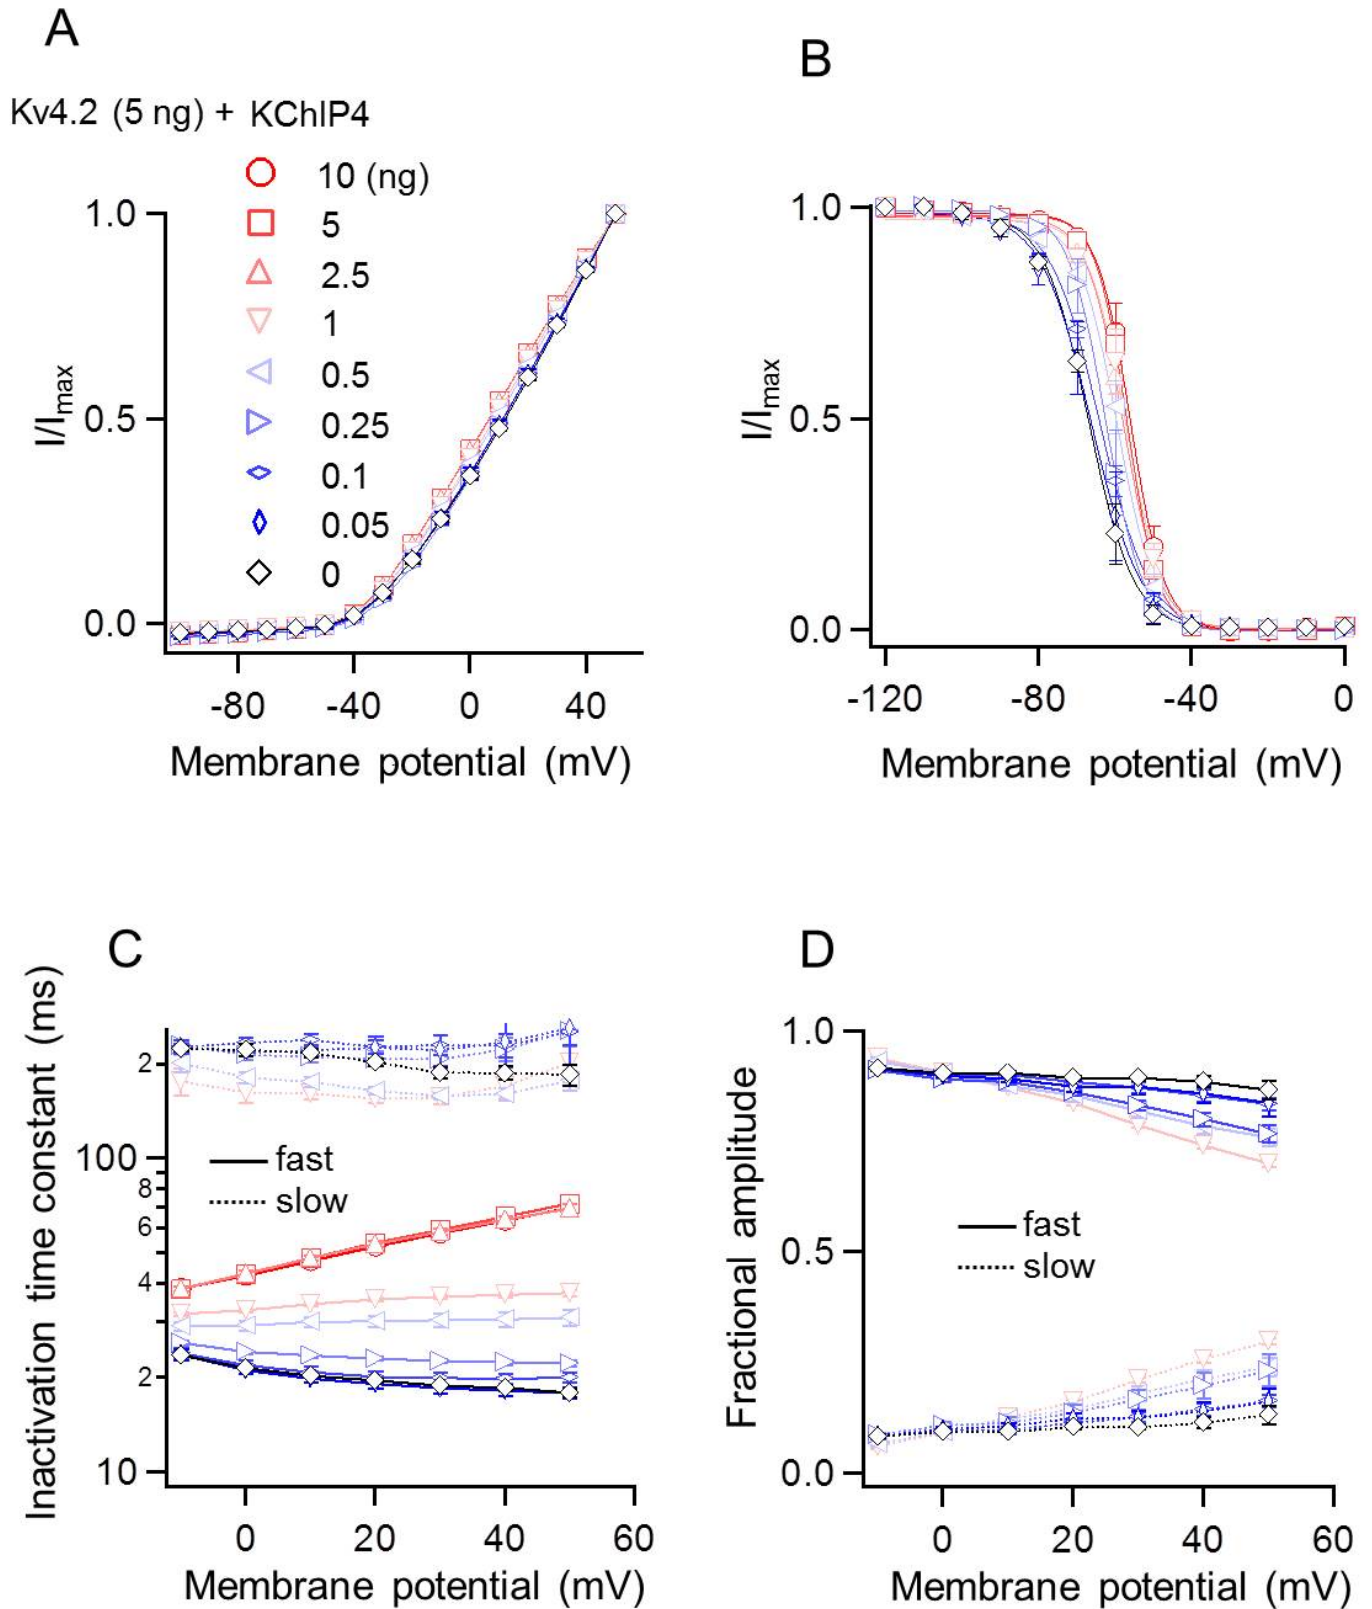 A
Kv4.2 (5 ng) + KChIP4
10 (ng)
5
2.5
1
0.5
0.25
0.1
0.05
0
1.0
0.5
0.0
I/Imax
-80 -40 0 40
Membrane potential (mV)
B
1.0
0.5
0.0
I/Imax
-120 -80 -40 0
Membrane potential (mV)
C
Inactivation time constant (ms)
2
100
8
6
4
2
10
fast
slow
0 20 40 60
Membrane potential (mV)
D
Fractional amplitude
1.0
0.5
0.0
fast
slow
0 20 40 60
Membrane potential (mV)